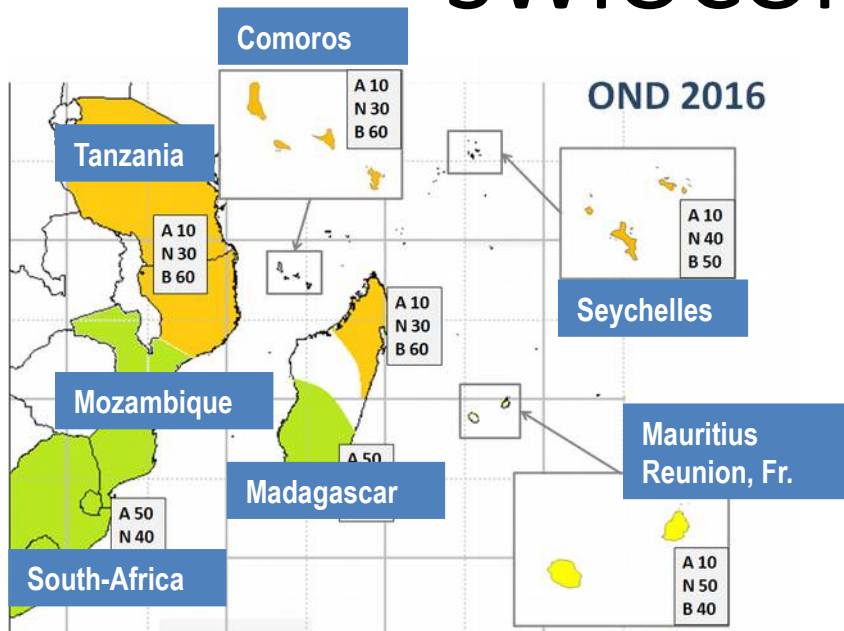 Comoros
A 10
N 30
B 60
OND 2016
Tanzania
A 10
N 30
B 60
A 10
N 40
B 50
Seychelles
A 10
N 30
B 60
Mozambique
Mauritius
Reunion, Fr.
A 50
Madagascar
A 50
N 40
South-Africa
A 10
N 50
B 40